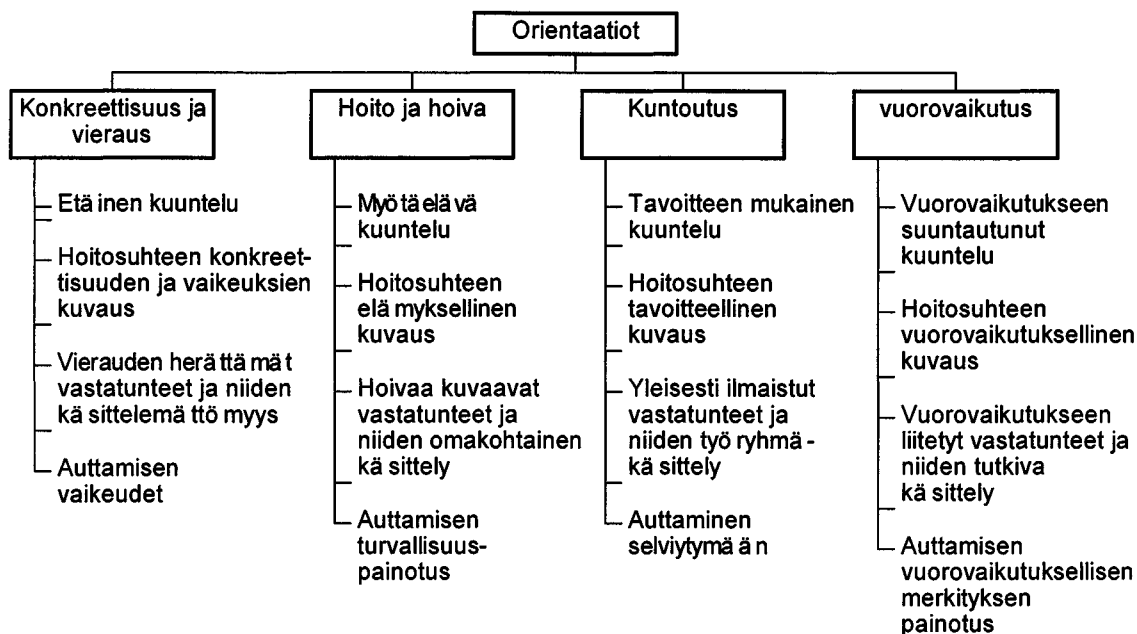 Orientaatiot
Konkreettisuus ja
vieraus
Etäinen kuuntelu
Hoitosuhteen konkreet-
tisuuden ja vaikeuksien
kuvaus
Vierauden herättämät
vastatunteet ja niiden
käsittelemättömyys
Auttamisen
vaikeudet
Hoito ja hoiva
Myötäelävä
kuuntelu
Hoitosuhteen
elämyksellinen
kuvaus
Hoivaa kuvaavat
vastatunteet ja
niiden omakohtainen
käsittely
Auttamisen
turvallisuus-
painotus
Kuntoutus
Tavoitteen mukainen
kuuntelu
Hoitosuhteen
tavoitteellinen
kuvaus
Yleisesti ilmaistut
vastatunteet ja
niiden työryhmä-
käsittely
Auttaminen
selviytymään
vuorovaikutus
Vuorovaikutukseen
suuntautunut
kuuntelu
Hoitosuhteen
vuorovaikutuksellinen
kuvaus
Vuorovaikutukseen
liitetyt vastatunteet ja
niiden tutkiva
käsittely
Auttamisen
vuorovaikutuksellisen
merkityksen
painotus